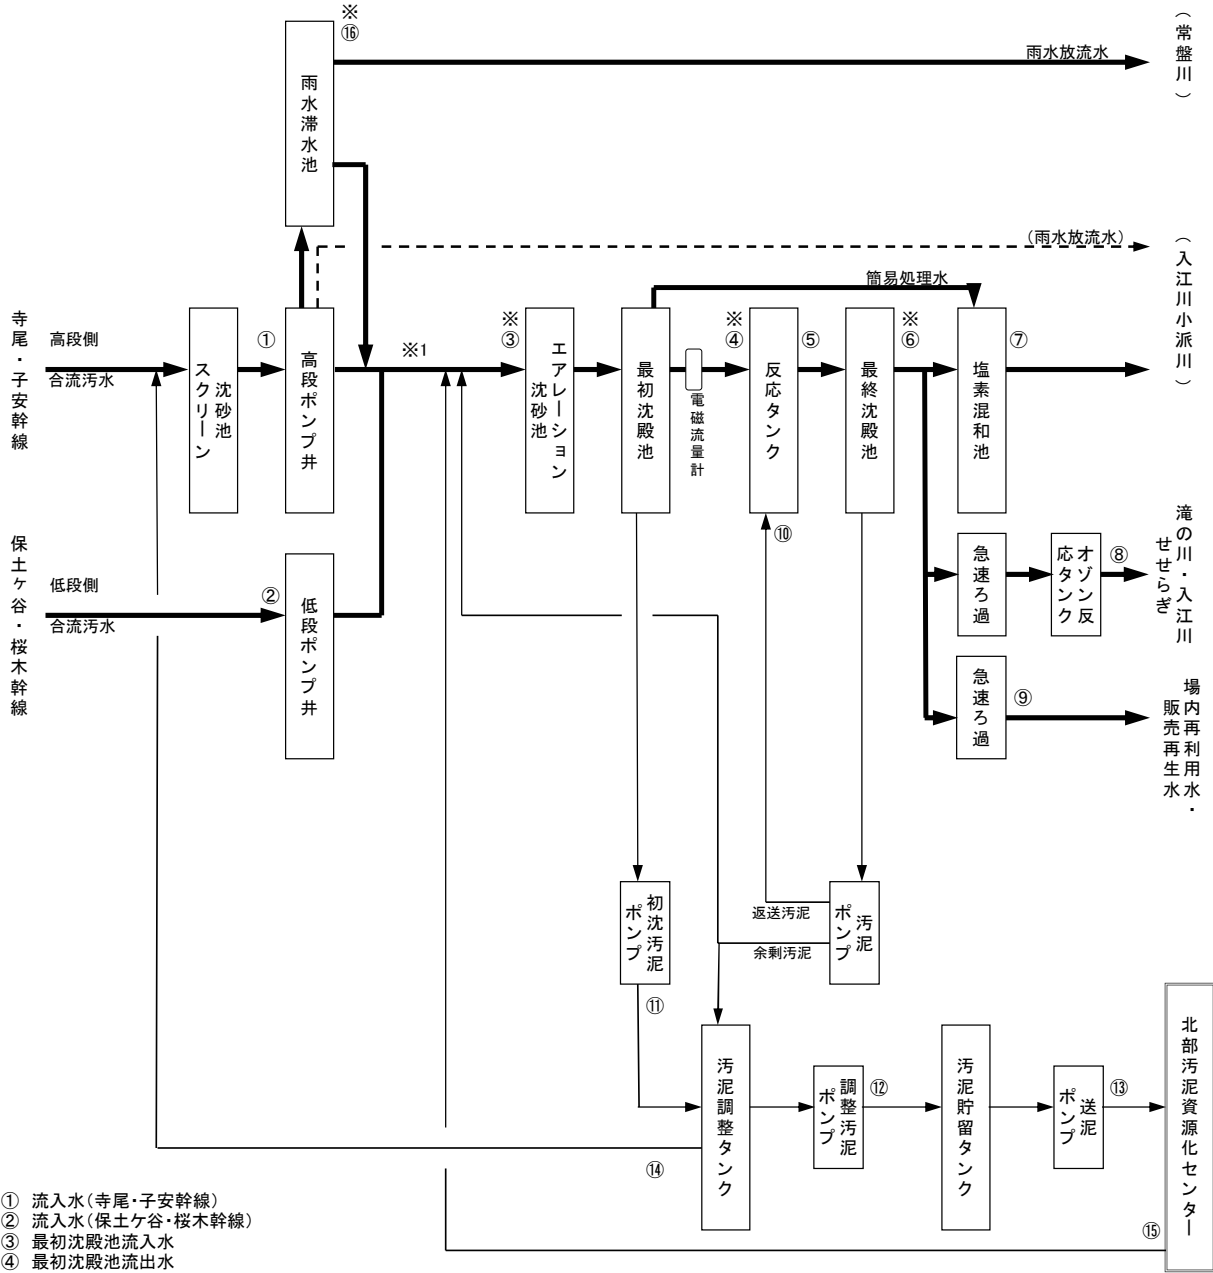 ※
⑯
雨水滞水池
雨水放流水
（常盤川）
（雨水放流水）
（入江川小派川）
簡易処理水
寺尾・子安幹線
高段側
合流汚水
スクリーン
沈砂池
①
高段ポンプ井
※1
※
③
エアレーション
沈砂池
最初沈殿池
電磁流量計
※
④
反応タンク
⑤
最終沈殿池
※
⑥
塩素混和池
⑦
保土ヶ谷・桜木幹線
低段側
合流汚水
②
低段ポンプ井
⑩
急速ろ過
オゾン反
応タンク
⑧
滝の川・入江川
せせらぎ
急速ろ過
⑨
場内再利用水・
販売再生水
初沈汚泥
ポンプ
返送汚泥
余剰汚泥
汚泥
ポンプ
⑪
汚泥調整タンク
調整汚泥
ポンプ
⑫
汚泥貯留タンク
送泥
ポンプ
⑬
北部汚泥資源化センター
⑭
⑮
① 流入水(寺尾・子安幹線)
② 流入水(保土ケ谷・桜木幹線)
③ 最初沈殿池流入水
④ 最初沈殿池流出水